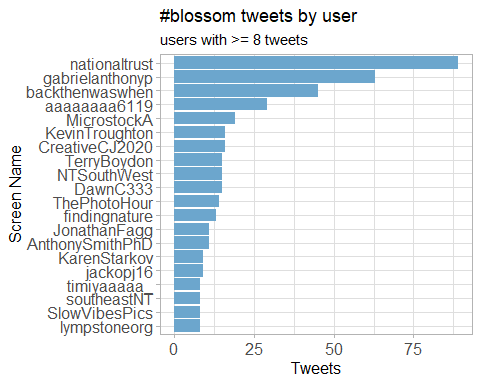 #blossom tweets by user
users with >= 8 tweets
Screen Name
nationaltrust
gabrielanthonyp
backthenwaswhen
aaaaaaaa6119
MicrostockA
KevinTroughton
CreativeCJ2020
TerryBoydon
NTSouthWest
DawnC333
ThePhotoHour
findingnature
JonathanFagg
AnthonySmithPhD
KarenStarkov
jackopj16
timiyaaaaa_
southeastNT
SlowVibesPics
lympstoneorg
0 25 50 75
Tweets